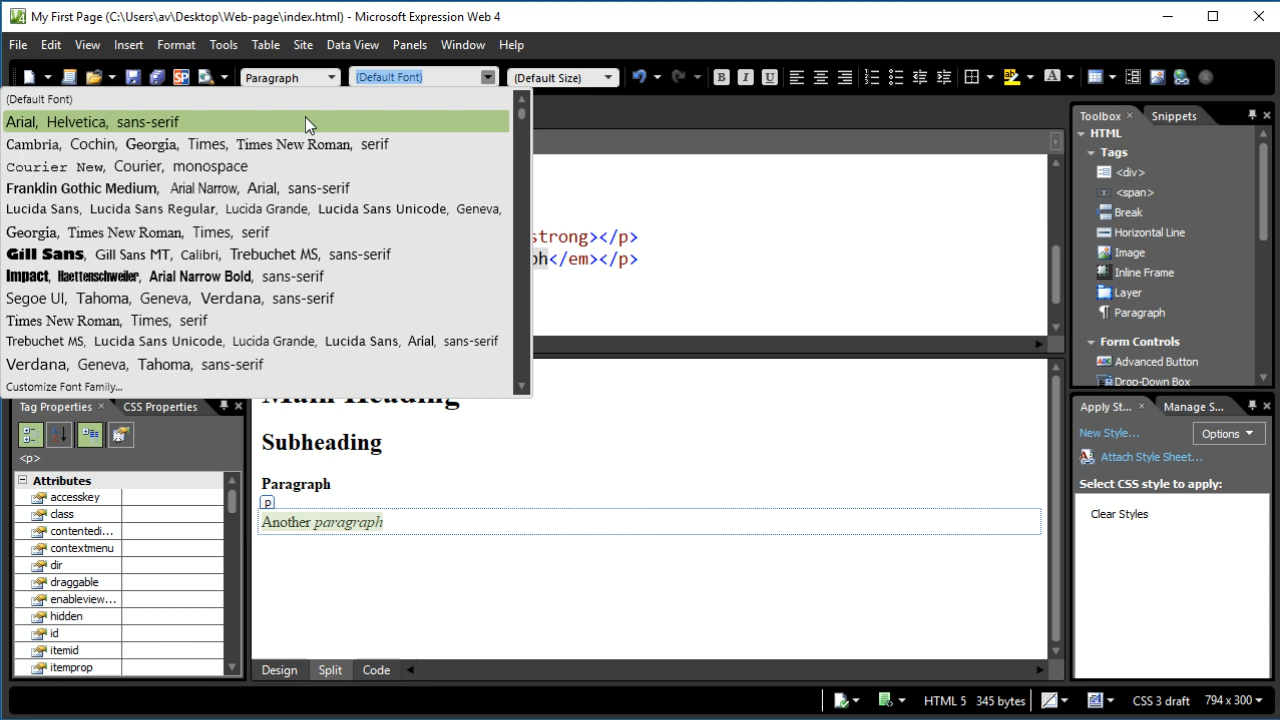 My First Page (C:\Users\av\Desktop\Web-page\index.html) - Microsoft Expression Web 4
File Edit View Insert Format Tools Table Site Data View Panels Window Help
Paragraph (Default Font) (Default Size) B I U
(Default Font)
Arial, Helvetica, sans-serif
Cambria, Cochin, Georgia, Times, Times New Roman, serif
Courier New, Courier, monospace
Franklin Gothic Medium, Arial Narrow, Arial, sans-serif
Lucida Sans, Lucida Sans Regular, Lucida Grande, Lucida Sans Unicode, Geneva,
Georgia, Times New Roman, Times, serif
Gill Sans, Gill Sans MT, Calibri, Trebuchet MS, sans-serif
Impact, Haettenschweiler, Arial Narrow Bold, sans-serif
Segoe UI, Tahoma, Geneva, Verdana, sans-serif
Times New Roman, Times, serif
Trebuchet MS, Lucida Sans Unicode, Lucida Grande, Lucida Sans, Arial, sans-serif
Verdana, Geneva, Tahoma, sans-serif
Customize Font Family...
strong></p>
ph</em></p>
Main Heading
Subheading
Paragraph
p
Another paragraph
Design Split Code
Tag Properties CSS Properties
<p>
Attributes
accesskey
class
contentedi...
contextmenu
dir
draggable
enableview...
hidden
id
itemid
itemprop
Toolbox Snippets
HTML
Tags
<div>
<span>
Break
Horizontal Line
Image
Inline Frame
Layer
Paragraph
Form Controls
Advanced Button
Drop-Down Box
Apply St... Manage S...
New Style... Options
Attach Style Sheet...
Select CSS style to apply:
Clear Styles
HTML 5 345 bytes CSS 3 draft 794 x 300